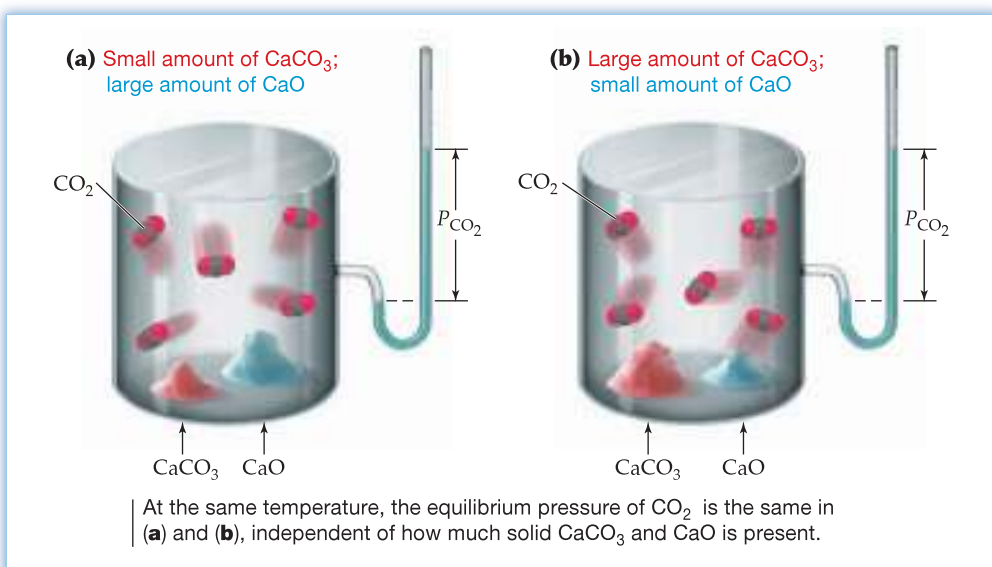 (a) Small amount of CaCO₃;
large amount of CaO
CO₂
P_CO₂
CaCO₃ CaO
(b) Large amount of CaCO₃;
small amount of CaO
CO₂
P_CO₂
CaCO₃ CaO
At the same temperature, the equilibrium pressure of CO₂ is the same in
(a) and (b), independent of how much solid CaCO₃ and CaO is present.